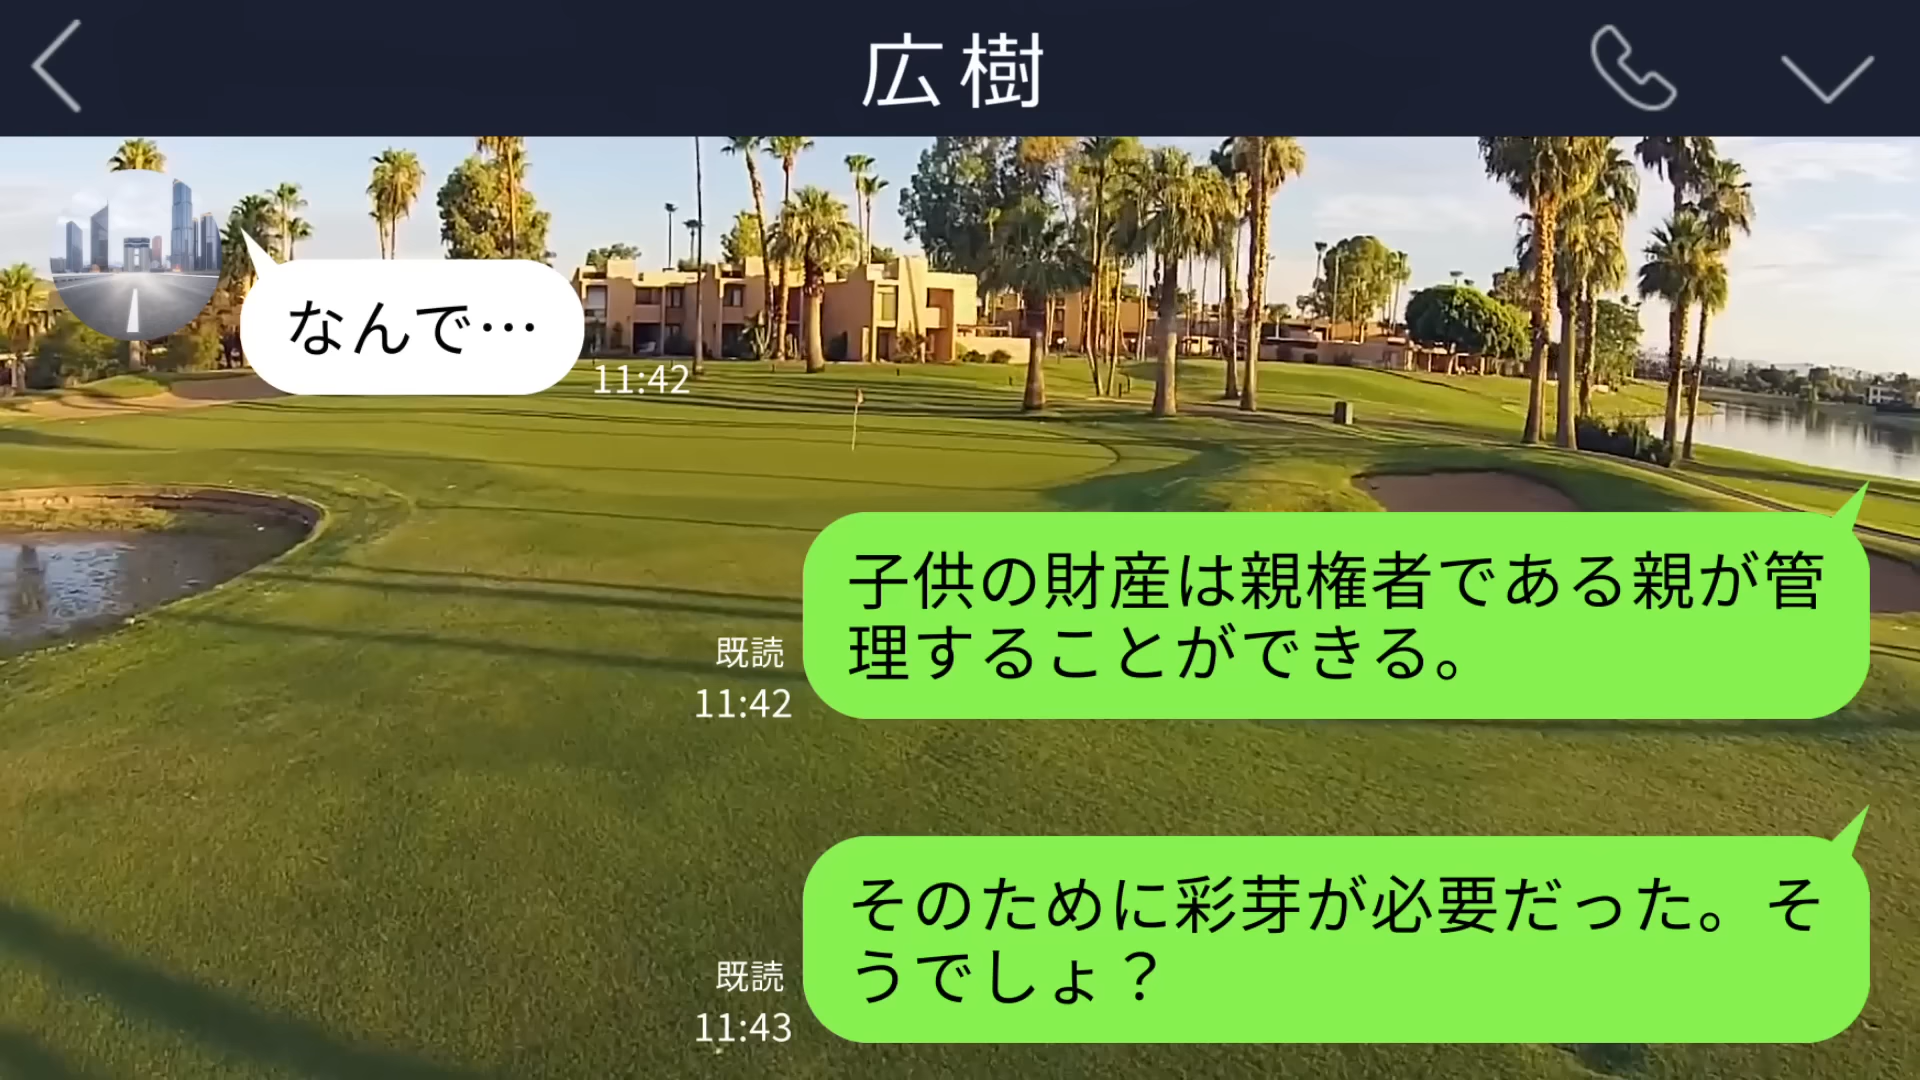 広樹
なんで…
11:42
子供の財産は親権者である親が管
理することができる。
既読
11:42
そのために彩芽が必要だった。そ
うでしょ？
既読
11:43